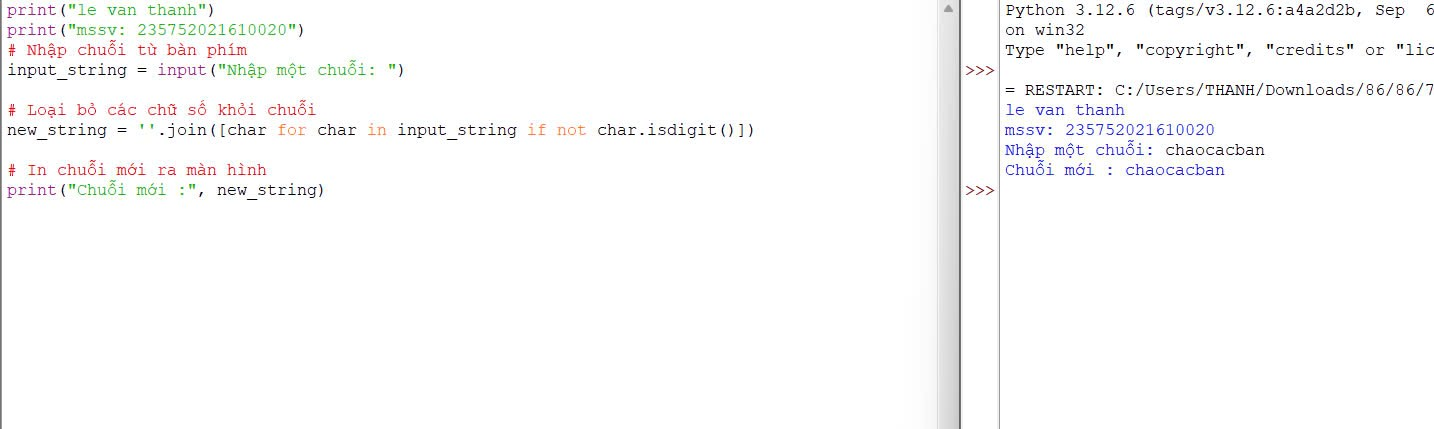 print("le van thanh")
print("mssv: 235752021610020")
# Nhập chuỗi từ bàn phím
input_string = input("Nhập một chuỗi: ")
# Loại bỏ các chữ số khỏi chuỗi
new_string = ''.join([char for char in input_string if not char.isdigit()])
# In chuỗi mới ra màn hình
print("Chuỗi mới :", new_string)
Python 3.12.6 (tags/v3.12.6:a4a2d2b, Sep 6
on win32
Type "help", "copyright", "credits" or "lic
>>>
= RESTART: C:/Users/THANH/Downloads/86/86/7
le van thanh
mssv: 235752021610020
Nhập một chuỗi: chaocacban
Chuỗi mới : chaocacban
>>>